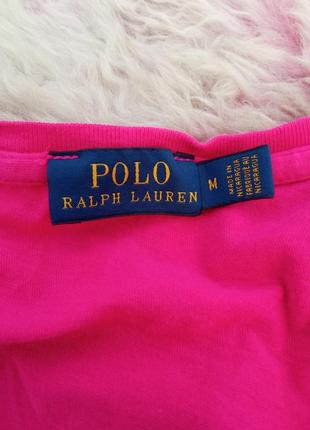 POLO
RALPH LAUREN
M
MADE IN
NICARAGUA
FABRIQUÉ AU
NICARAGUA